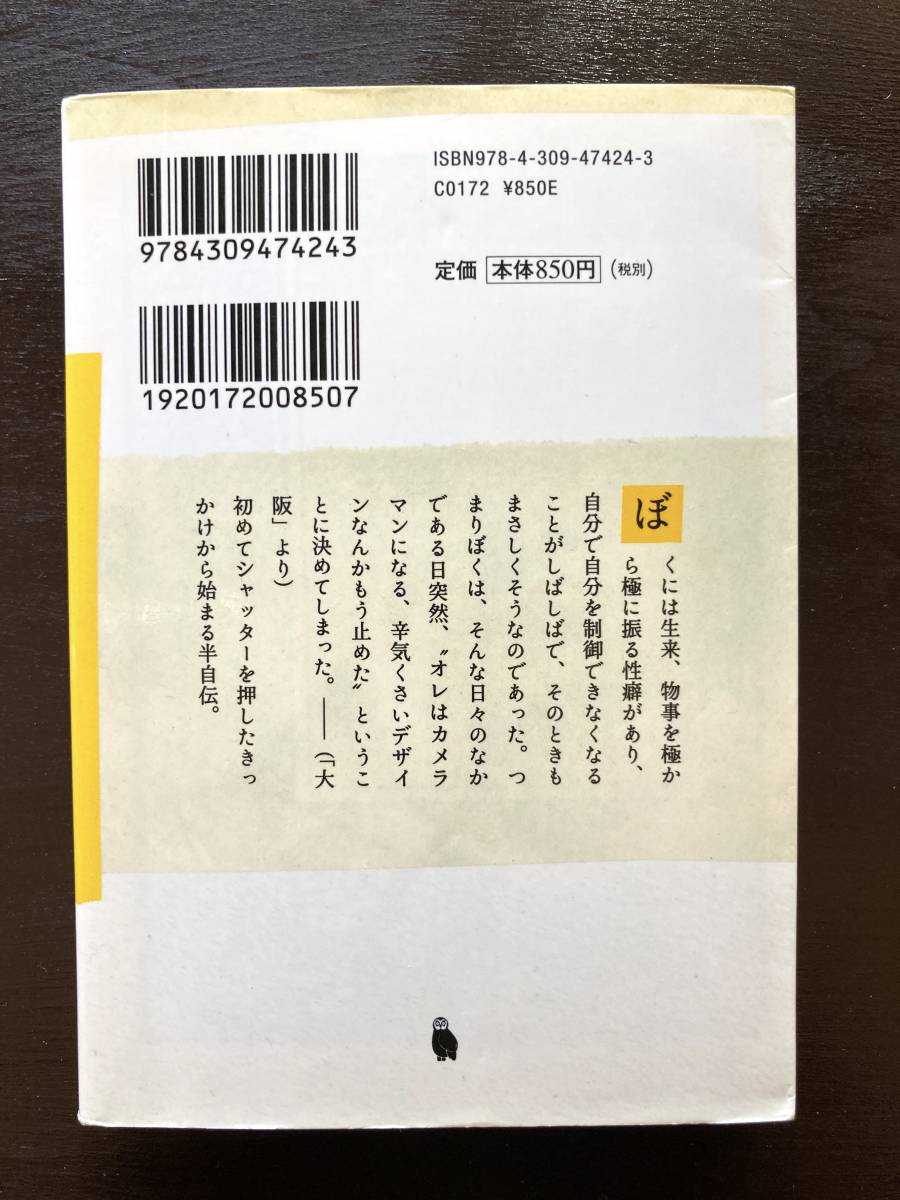 ISBN978-4-309-47424-3
C0172 ¥850E
9784309474243
定価 本体850円 (税別)
1920172008507
ぼくには生来、物事を極か
ら極に振る性癖があり、
自分で自分を制御できなくなる
ことがしばしばで、そのときも
まさしくそうなのであった。つ
まりぼくは、そんな日々のなか
である日突然、〝オレはカメラ
マンになる、辛気くさいデザイ
ンなんかもう止めた〟というこ
とに決めてしまった。――(「大
阪」より)
初めてシャッターを押したきっ
かけから始まる半自伝。